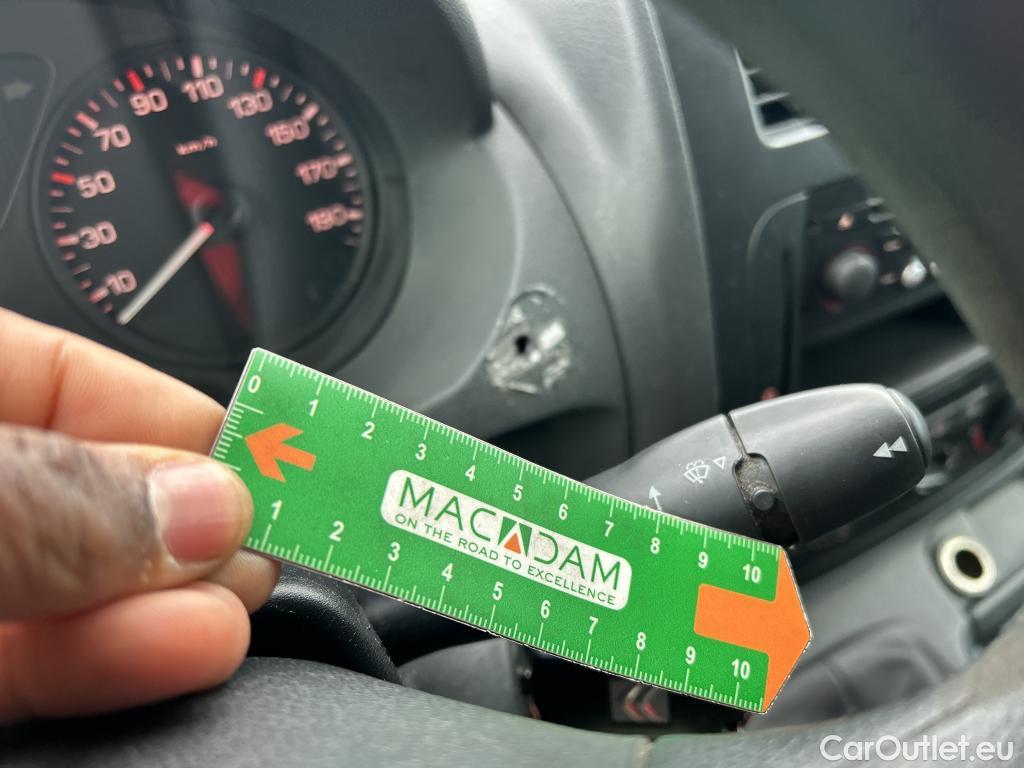 10
30
50
70
90
110
130
150
170
190
km/h
0 1 2 3 4 5 6 7 8 9 10
MACADAM
ON THE ROAD TO EXCELLENCE
1 2 3 4 5 6 7 8 9 10
CarOutlet.eu